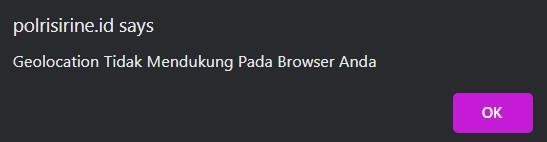 polrisirine.id says
Geolocation Tidak Mendukung Pada Browser Anda
OK